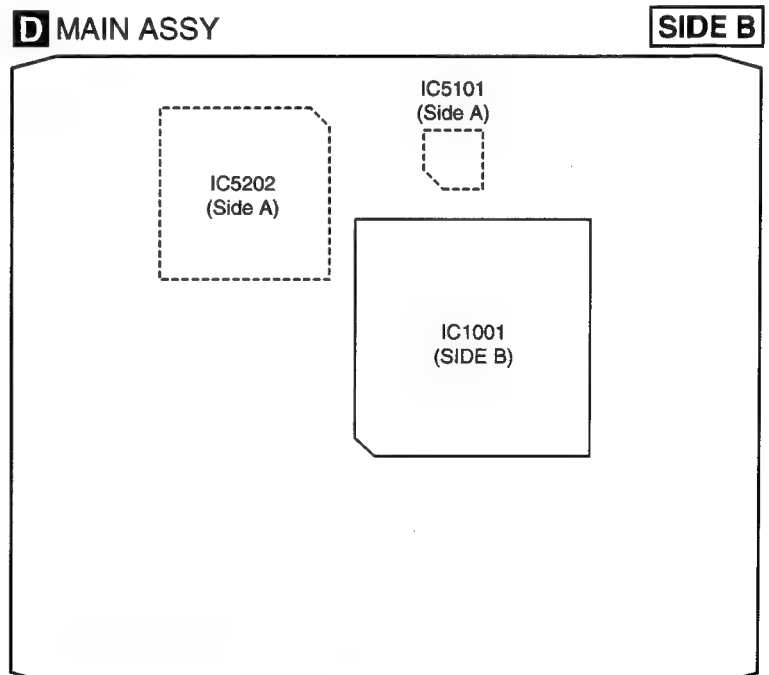 D MAIN ASSY
SIDE B
IC5101
(Side A)
IC5202
(Side A)
IC1001
(SIDE B)